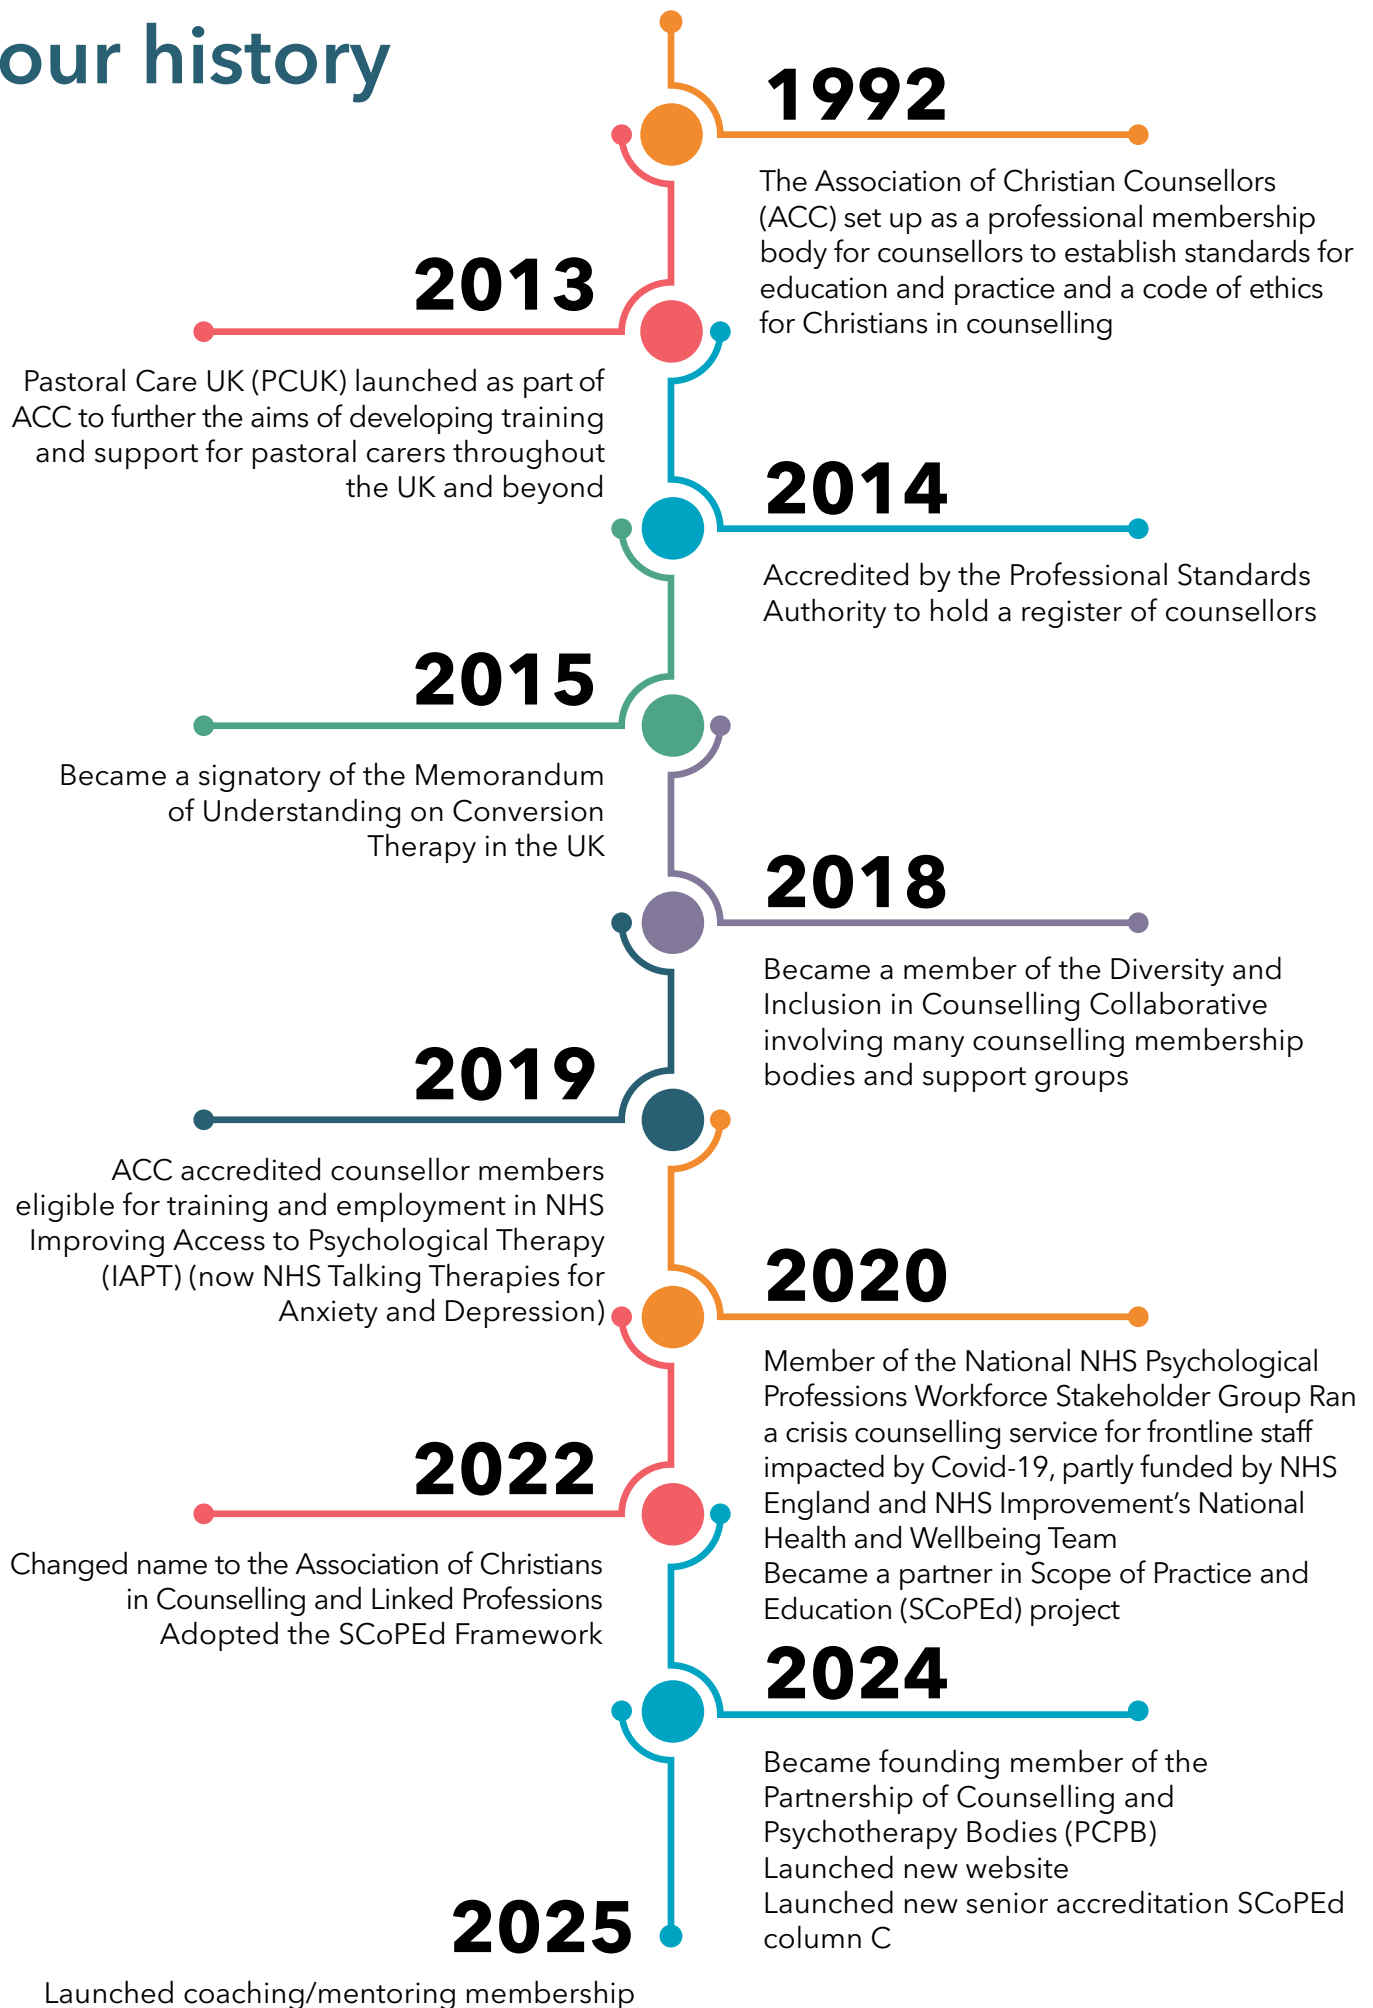 our history
1992
The Association of Christian Counsellors
(ACC) set up as a professional membership
body for counsellors to establish standards for
education and practice and a code of ethics
for Christians in counselling
2013
Pastoral Care UK (PCUK) launched as part of
ACC to further the aims of developing training
and support for pastoral carers throughout
the UK and beyond
2014
Accredited by the Professional Standards
Authority to hold a register of counsellors
2015
Became a signatory of the Memorandum
of Understanding on Conversion
Therapy in the UK
2018
Became a member of the Diversity and
Inclusion in Counselling Collaborative
involving many counselling membership
bodies and support groups
2019
ACC accredited counsellor members
eligible for training and employment in NHS
Improving Access to Psychological Therapy
(IAPT) (now NHS Talking Therapies for
Anxiety and Depression)
2020
Member of the National NHS Psychological
Professions Workforce Stakeholder Group Ran
a crisis counselling service for frontline staff
impacted by Covid-19, partly funded by NHS
England and NHS Improvement’s National
Health and Wellbeing Team
Became a partner in Scope of Practice and
Education (SCoPEd) project
2022
Changed name to the Association of Christians
in Counselling and Linked Professions
Adopted the SCoPEd Framework
2024
Became founding member of the
Partnership of Counselling and
Psychotherapy Bodies (PCPB)
Launched new website
Launched new senior accreditation SCoPEd
column C
2025
Launched coaching/mentoring membership